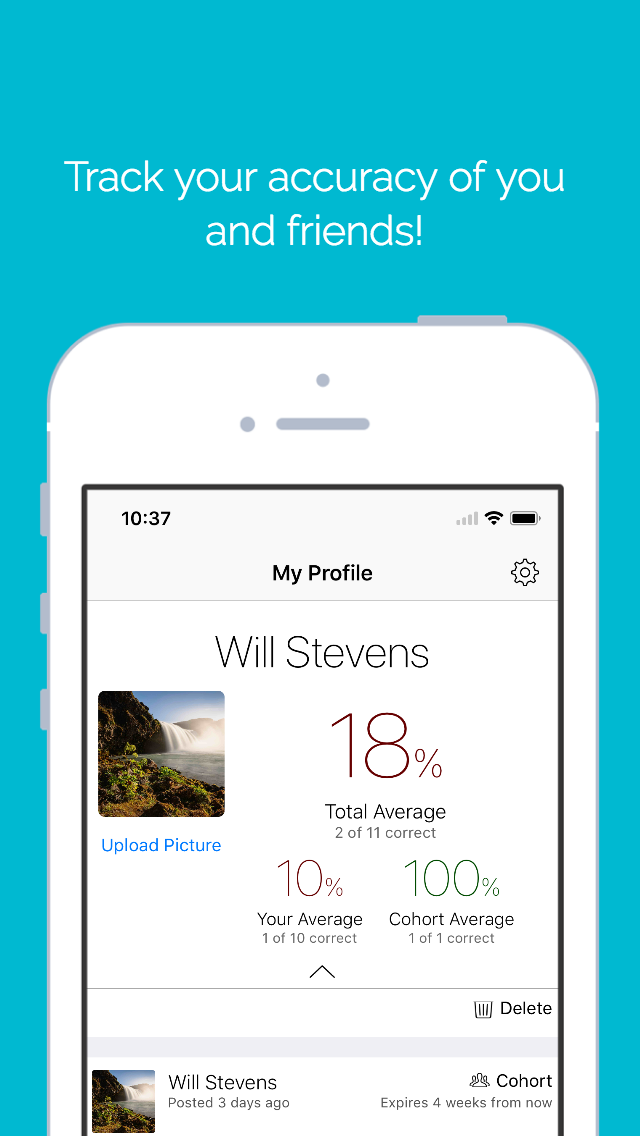 Track your accuracy of you
and friends!
10:37
My Profile
Will Stevens
18%
Total Average
2 of 11 correct
Upload Picture
10% 100%
Your Average Cohort Average
1 of 10 correct 1 of 1 correct
Delete
Will Stevens Cohort
Posted 3 days ago Expires 4 weeks from now